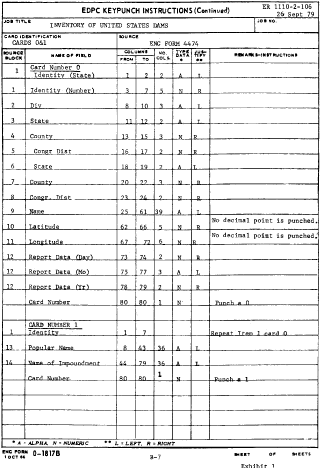 EDPC KEYPUNCH INSTRUCTIONS (Continued)
ER 1110-2-106
26 Sept 79
JOB TITLE
INVENTORY OF UNITED STATES DAMS
JOB NO.
CARD IDENTIFICATION
CARDS 0&1
SOURCE
ENG FORM 4474
SOURCE BLOCK NAME OF FIELD COLUMNS FROM TO NO. COLS. REMARKS-INSTRUCTIONS
Card Number 0
1 Identity (State) 1 2 2 A L
1 Identity (Number) 3 7 5 N R
2 Div 8 10 3 A L
3 State 11 12 2 A L
4 County 13 15 3 N R
5 Congr Dist 16 17 2 N R
6 State 18 19 2 A L
7 County 20 22 3 N R
8 Congr. Dist 23 24 2 N R
9 Name 25 61 39 A L
No decimal point is punched.
10 Latitude 62 66 5 N R
No decimal point is punched.
11 Longitude 67 72 6 N R
12 Report Data (Day) 73 74 2 N R
12 Report Data (Mo) 75 77 3 A L
12 Report Data (Yr) 78 79 2 N R
Card Number 80 80 1 N Punch a 0
CARD NUMBER 1
1 Identity 1 7 Repeat Item 1 card 0
13 Popular Name 8 43 36 A L
14 Name of Impoundment 44 79 36 A L
Card Number 80 80 1 N Punch a 1
* A - ALPHA, N - NUMERIC ** L - LEFT, R - RIGHT
ENG FORM 1 OCT 66 0-1817B
B-7
SHEET OF SHEETS
Exhibit 1